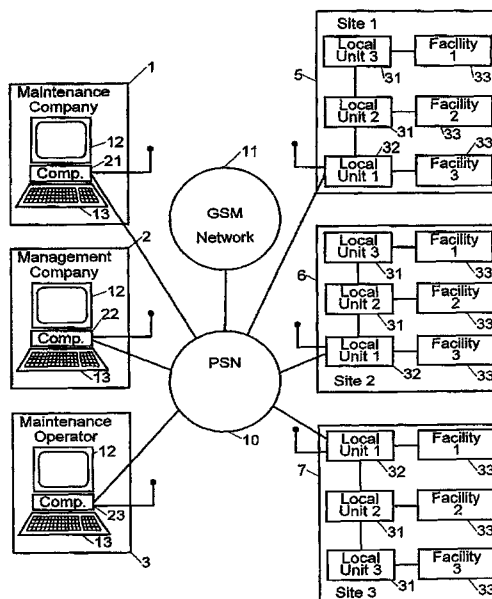 1
Maintenance
Company
12
21
Comp.
13
2
Management
Company
12
22
Comp.
13
Maintenance
Operator
12
Comp.
23
13
3
11
GSM
Network
PSN
10
Site 1
5
Local
Unit 3
31
Facility
1
33
Local
Unit 2
31
Facility
2
33
32
Local
Unit 1
33
Facility
3
6
Local
Unit 3
31
Facility
1
33
Local
Unit 2
31
Facility
2
33
Local
Unit 1
32
Facility
3
33
Site 2
7
Local
Unit 1
32
Facility
1
33
Local
Unit 2
31
Facility
2
33
Local
Unit 3
31
Facility
3
33
Site 3